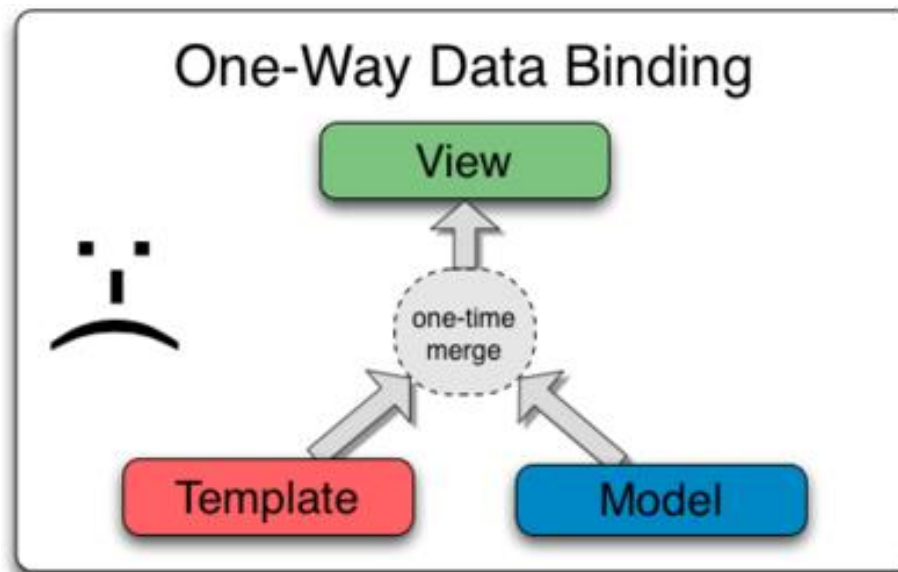 One-Way Data Binding
View
one-time
merge
Template
Model